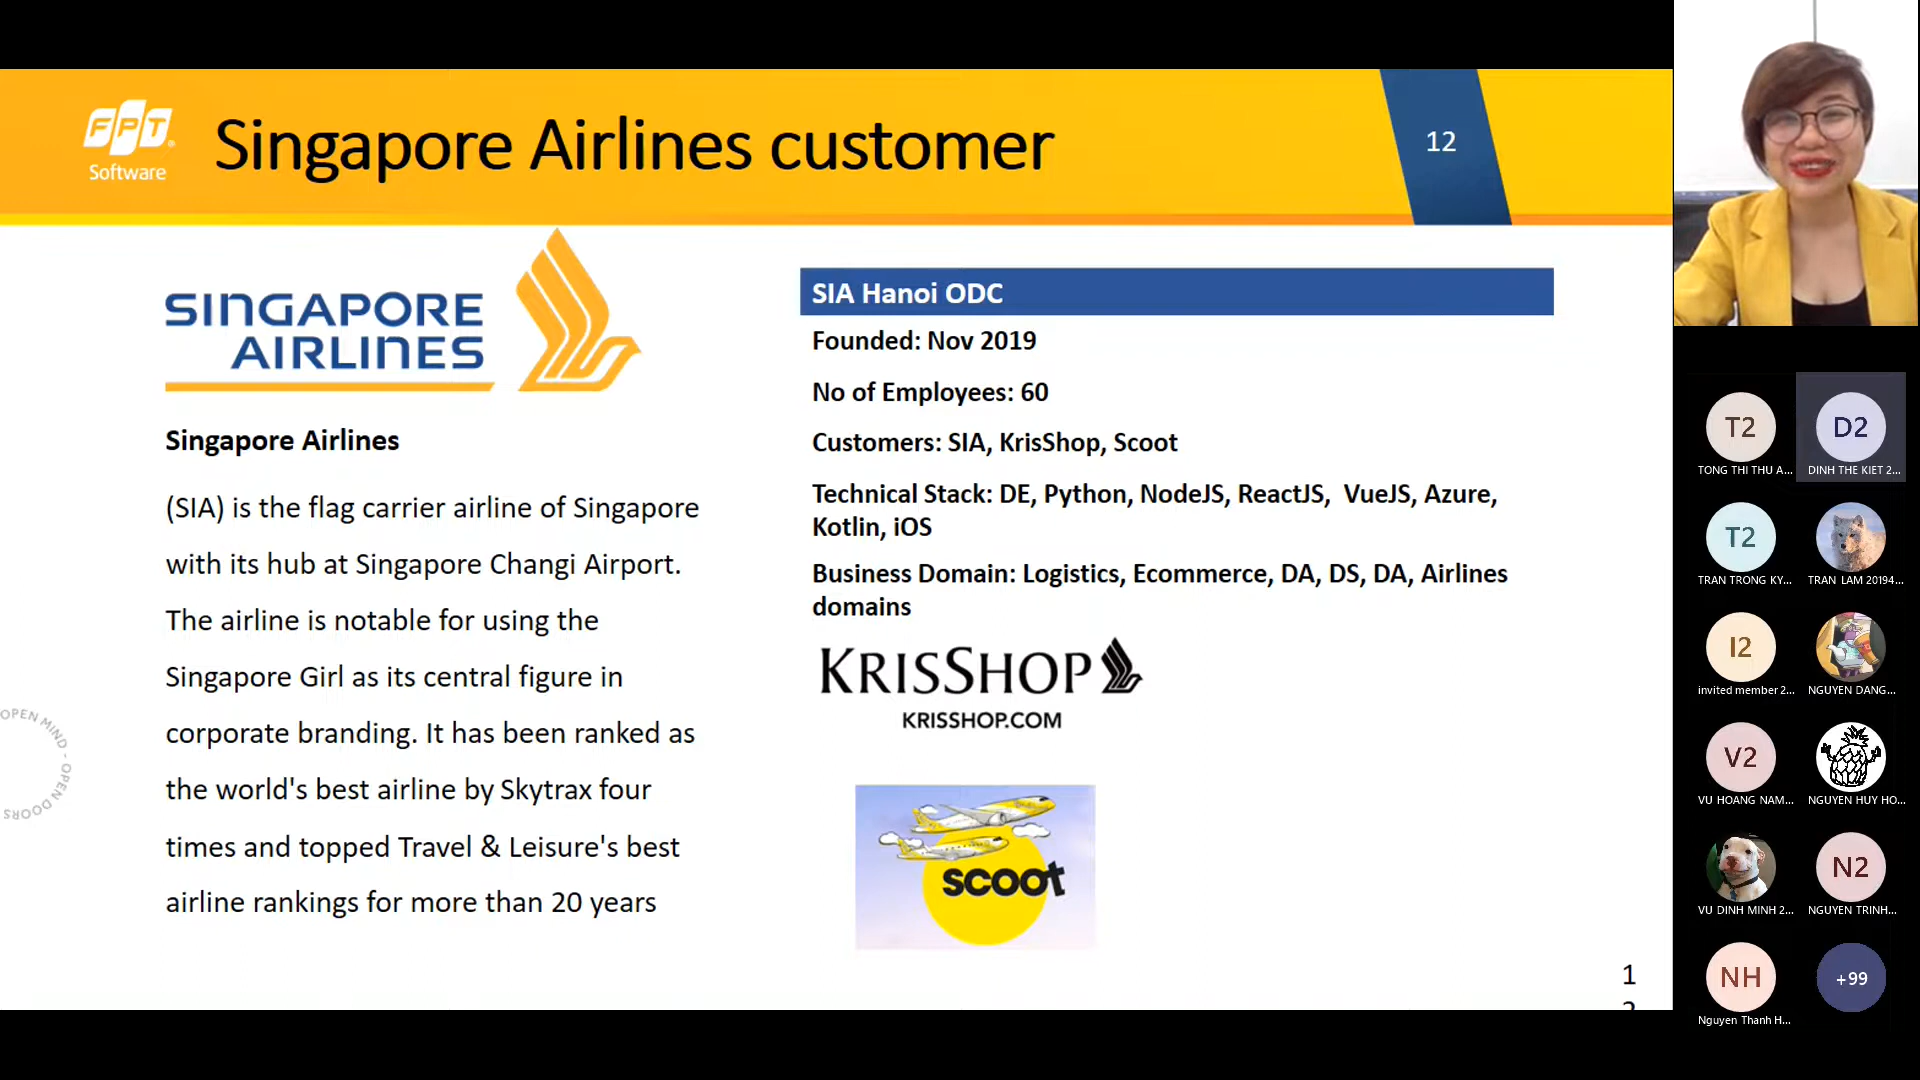 FPT
Software
Singapore Airlines customer
12
SINGAPORE
AIRLINES
Singapore Airlines
(SIA) is the flag carrier airline of Singapore
with its hub at Singapore Changi Airport.
The airline is notable for using the
Singapore Girl as its central figure in
corporate branding. It has been ranked as
the world's best airline by Skytrax four
times and topped Travel & Leisure's best
airline rankings for more than 20 years
OPEN MIND - OPEN DOORS
SIA Hanoi ODC
Founded: Nov 2019
No of Employees: 60
Customers: SIA, KrisShop, Scoot
Technical Stack: DE, Python, NodeJS, ReactJS, VueJS, Azure,
Kotlin, iOS
Business Domain: Logistics, Ecommerce, DA, DS, DA, Airlines
domains
KRISSHOP
KRISSHOP.COM
scoot
1
T2
D2
TONG THI THU A...
DINH THE KIET 2...
T2
TRAN TRONG KY...
TRAN LAM 20194...
I2
invited member 2...
NGUYEN DANG...
V2
VU HOANG NAM...
NGUYEN HUY HO...
N2
VU DINH MINH 2...
NGUYEN TRINH...
NH
+99
Nguyen Thanh H...